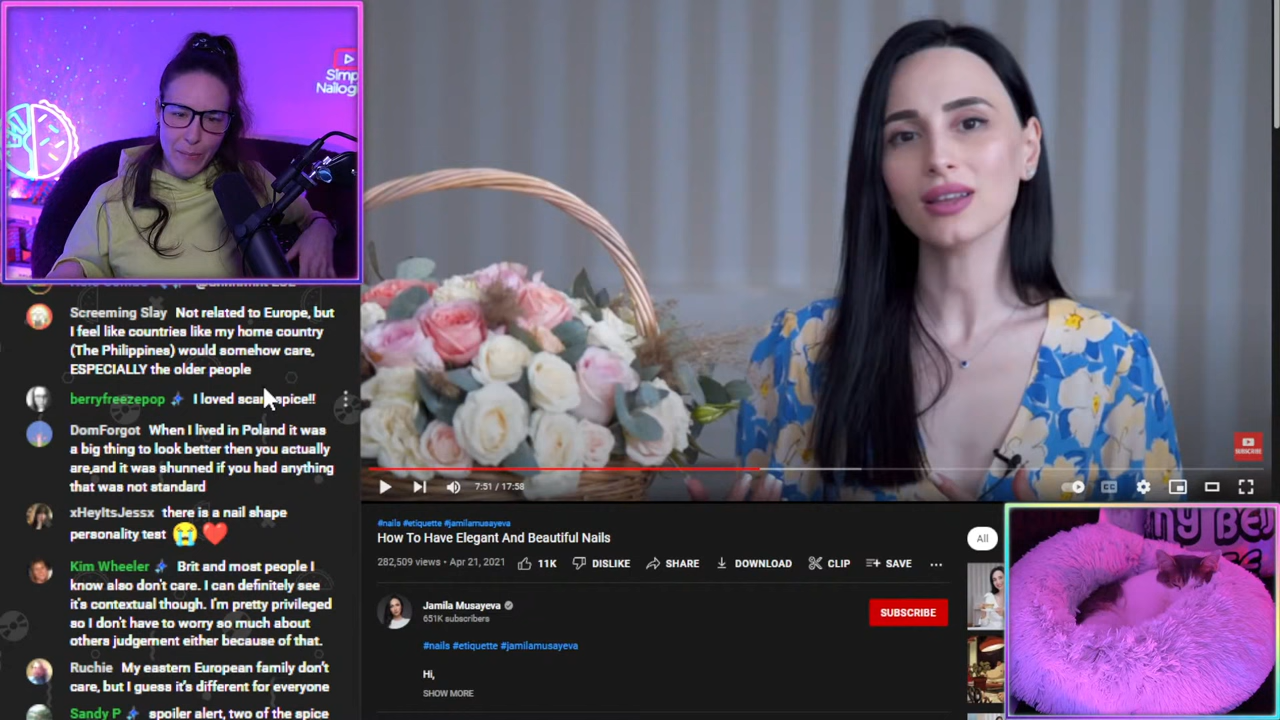 Simp
Nailog
Screeming Slay Not related to Europe, but
I feel like countries like my home country
(The Philippines) would somehow care,
ESPECIALLY the older people
berryfreezepop I loved scary spice!!
DomForgot When I lived in Poland it was
a big thing to look better then you actually
are,and it was shunned if you had anything
that was not standard
xHeyItsJessx there is a nail shape
personality test 😭❤️
Kim Wheeler Brit and most people I
know also don't care. I can definitely see
it's contextual though. I'm pretty privileged
so I don't have to worry so much about
others judgement either because of that.
Ruchie My eastern European family don't
care, but I guess it's different for everyone
Sandy P spoiler alert, two of the spice
SUBSCRIBE
7:51 / 17:58
#nails #etiquette #jamilamusayeva
How To Have Elegant And Beautiful Nails
282,509 views • Apr 21, 2021 11K DISLIKE SHARE DOWNLOAD CLIP SAVE ...
All
Jamila Musayeva
651K subscribers
SUBSCRIBE
#nails #etiquette #jamilamusayeva
Hi,
SHOW MORE
MY BE